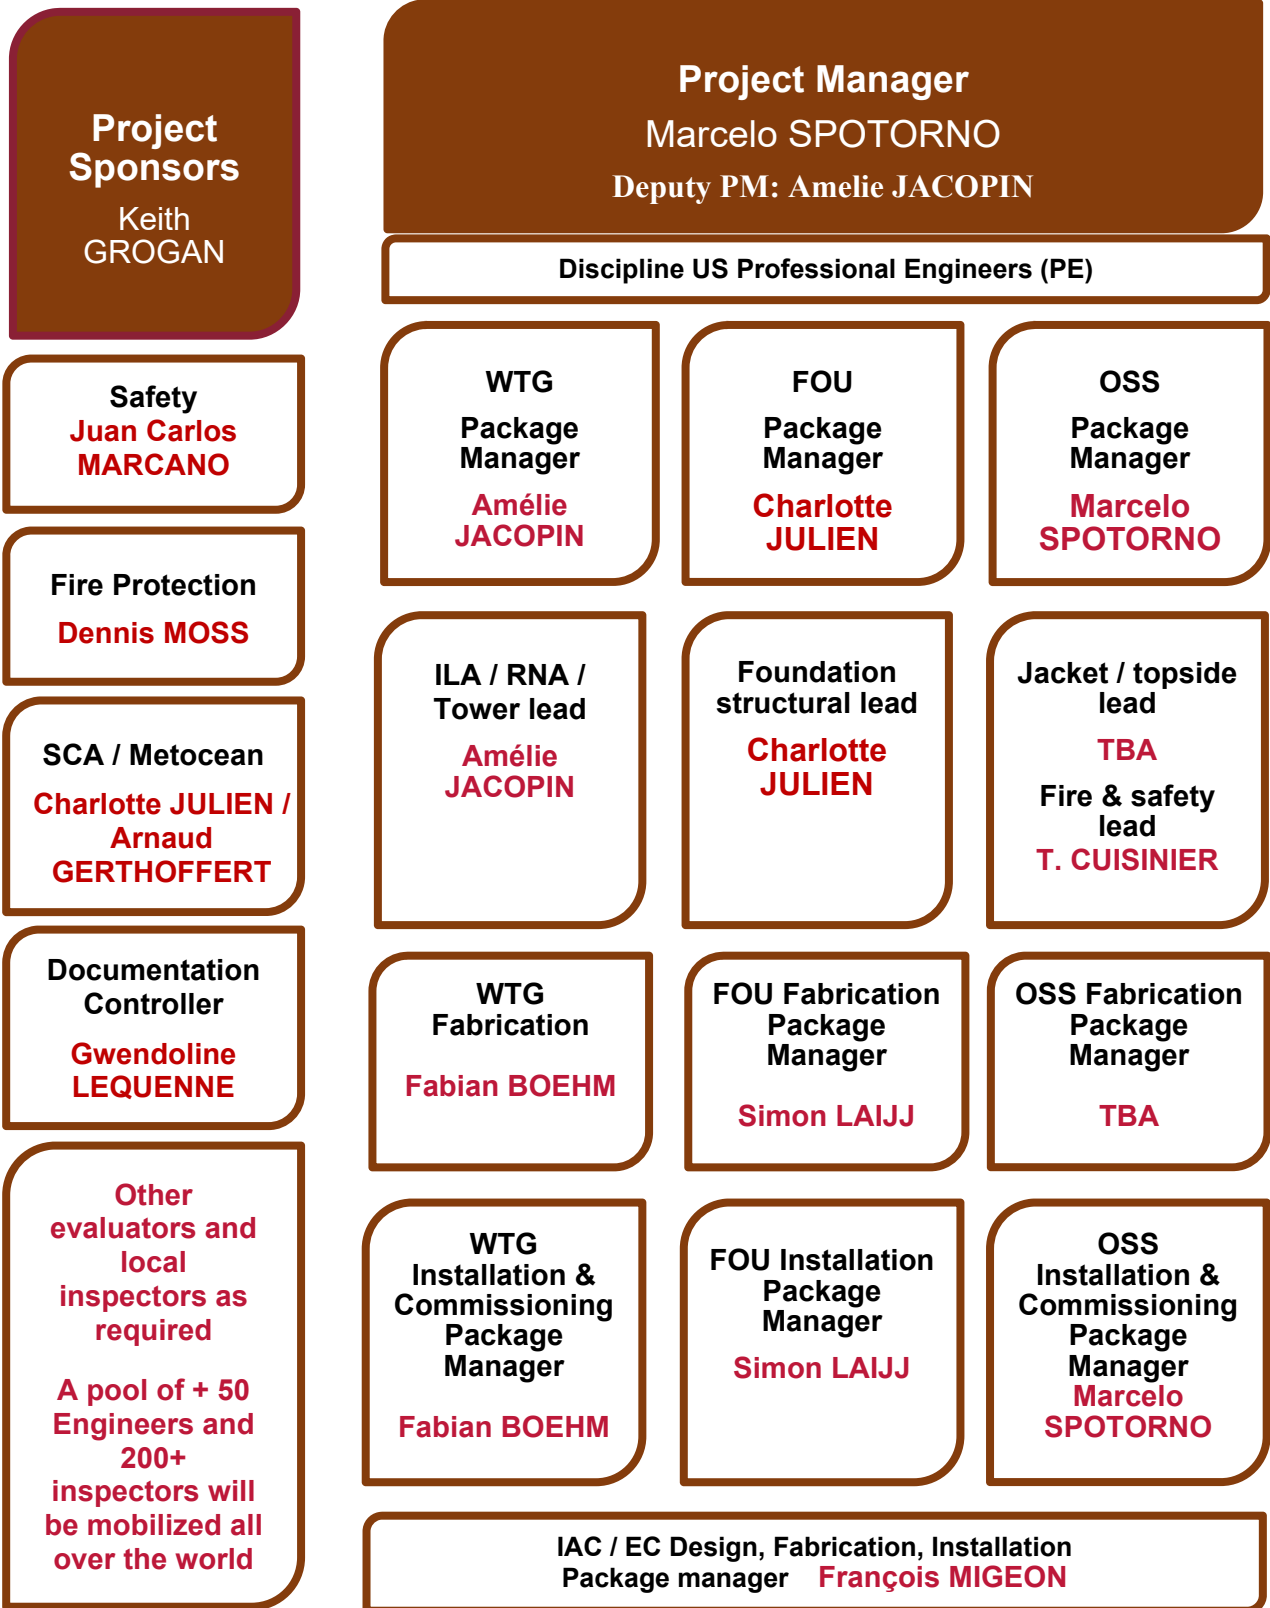 Project
Sponsors
Keith
GROGAN
Project Manager
Marcelo SPOTORNO
Deputy PM: Amelie JACOPIN
Discipline US Professional Engineers (PE)
Safety
Juan Carlos
MARCANO
Fire Protection
Dennis MOSS
SCA / Metocean
Charlotte JULIEN /
Arnaud
GERTHOFFERT
Documentation
Controller
Gwendoline
LEQUENNE
Other
evaluators and
local
inspectors as
required
A pool of + 50
Engineers and
200+
inspectors will
be mobilized all
over the world
WTG
Package
Manager
Amélie
JACOPIN
FOU
Package
Manager
Charlotte
JULIEN
OSS
Package
Manager
Marcelo
SPOTORNO
ILA / RNA /
Tower lead
Amélie
JACOPIN
Foundation
structural lead
Charlotte
JULIEN
Jacket / topside
lead
TBA
Fire & safety
lead
T. CUISINIER
WTG
Fabrication
Fabian BOEHM
FOU Fabrication
Package
Manager
Simon LAIJJ
OSS Fabrication
Package
Manager
TBA
WTG
Installation &
Commissioning
Package
Manager
Fabian BOEHM
FOU Installation
Package
Manager
Simon LAIJJ
OSS
Installation &
Commissioning
Package
Manager
Marcelo
SPOTORNO
IAC / EC Design, Fabrication, Installation
Package manager François MIGEON